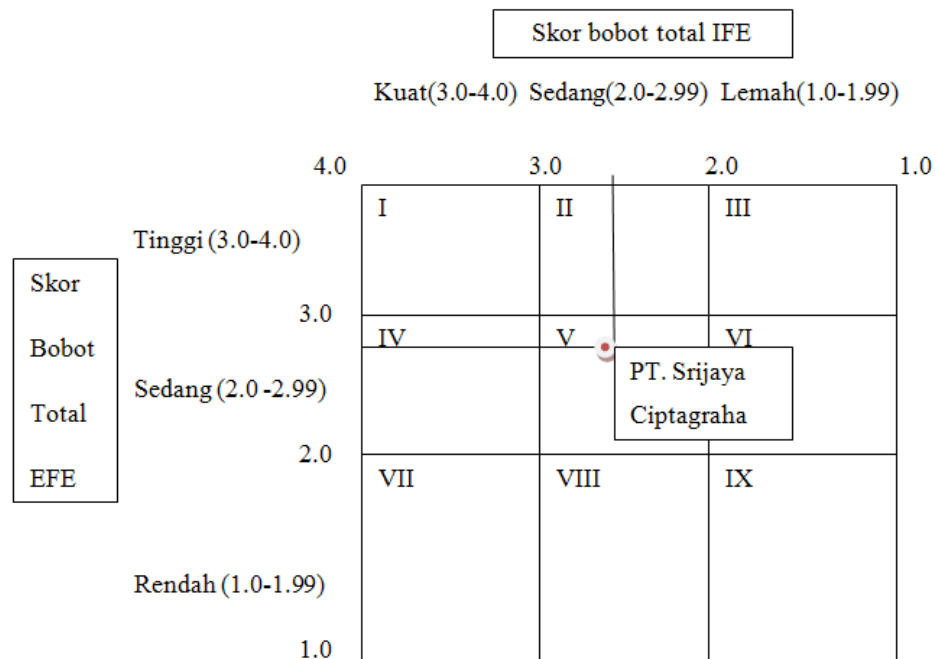 Skor bobot total IFE
Kuat(3.0-4.0) Sedang(2.0-2.99) Lemah(1.0-1.99)
4.0 3.0 2.0 1.0
I II III
Tinggi (3.0-4.0)
Skor
Bobot
Total
EFE
3.0
IV V VI
PT. Srijaya
Ciptagraha
Sedang (2.0 -2.99)
2.0
VII VIII IX
Rendah (1.0-1.99)
1.0